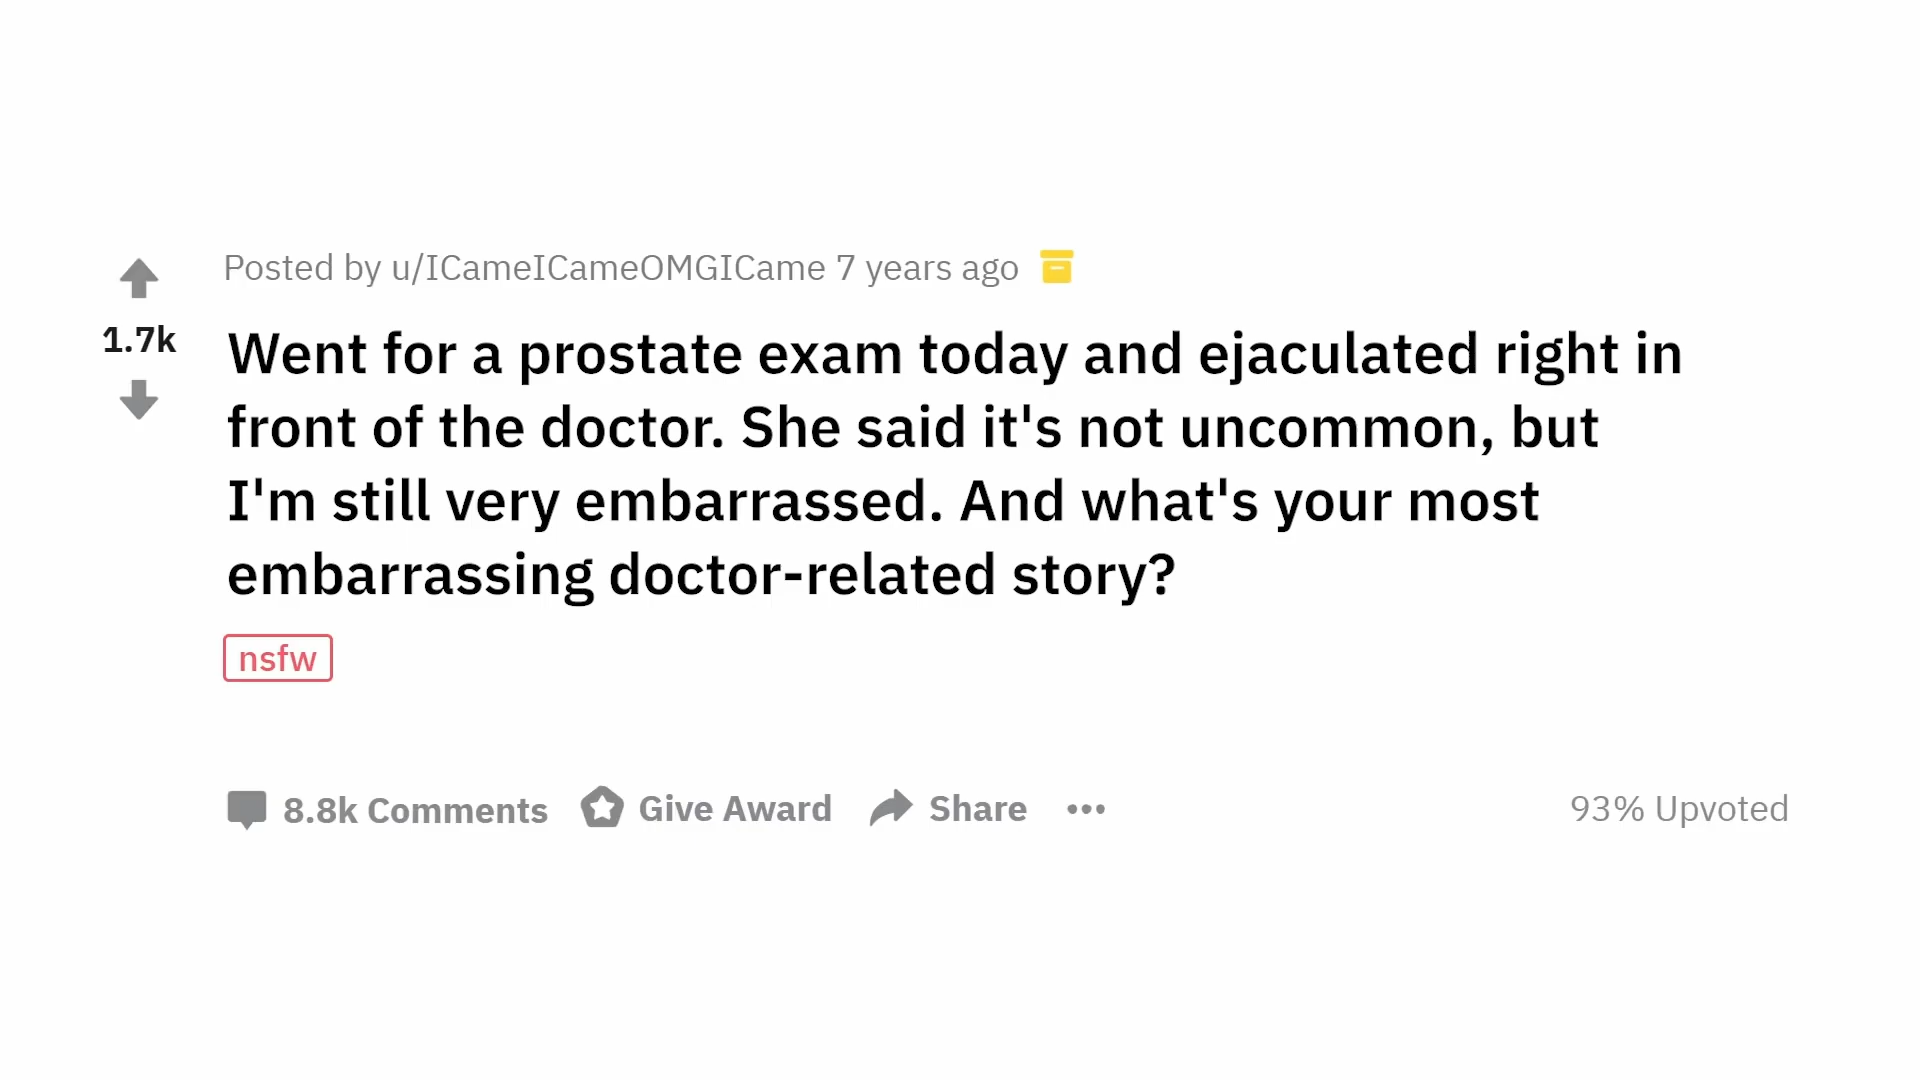 Posted by u/ICameICameOMGICame 7 years ago
1.7k
Went for a prostate exam today and ejaculated right in
front of the doctor. She said it's not uncommon, but
I'm still very embarrassed. And what's your most
embarrassing doctor-related story?
nsfw
8.8k Comments Give Award Share 93% Upvoted